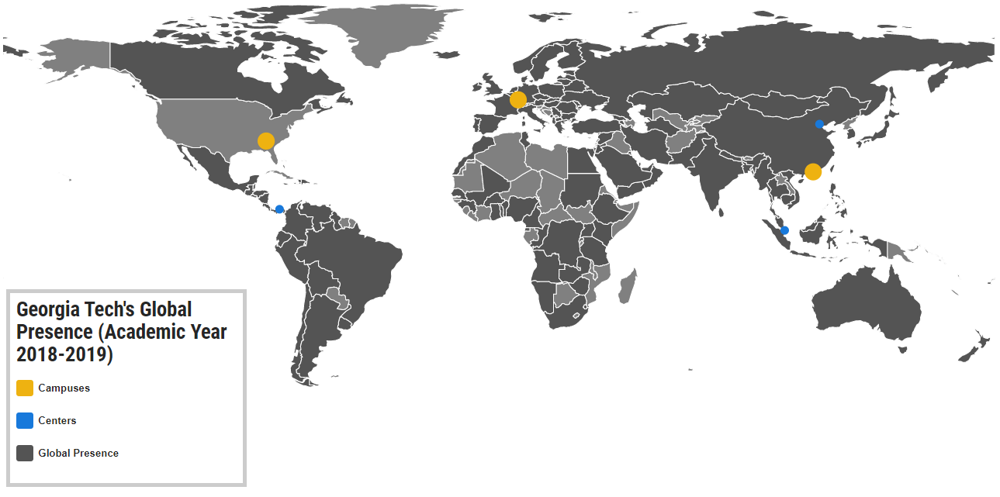 Georgia Tech's Global
Presence (Academic Year
2018-2019)
Campuses
Centers
Global Presence